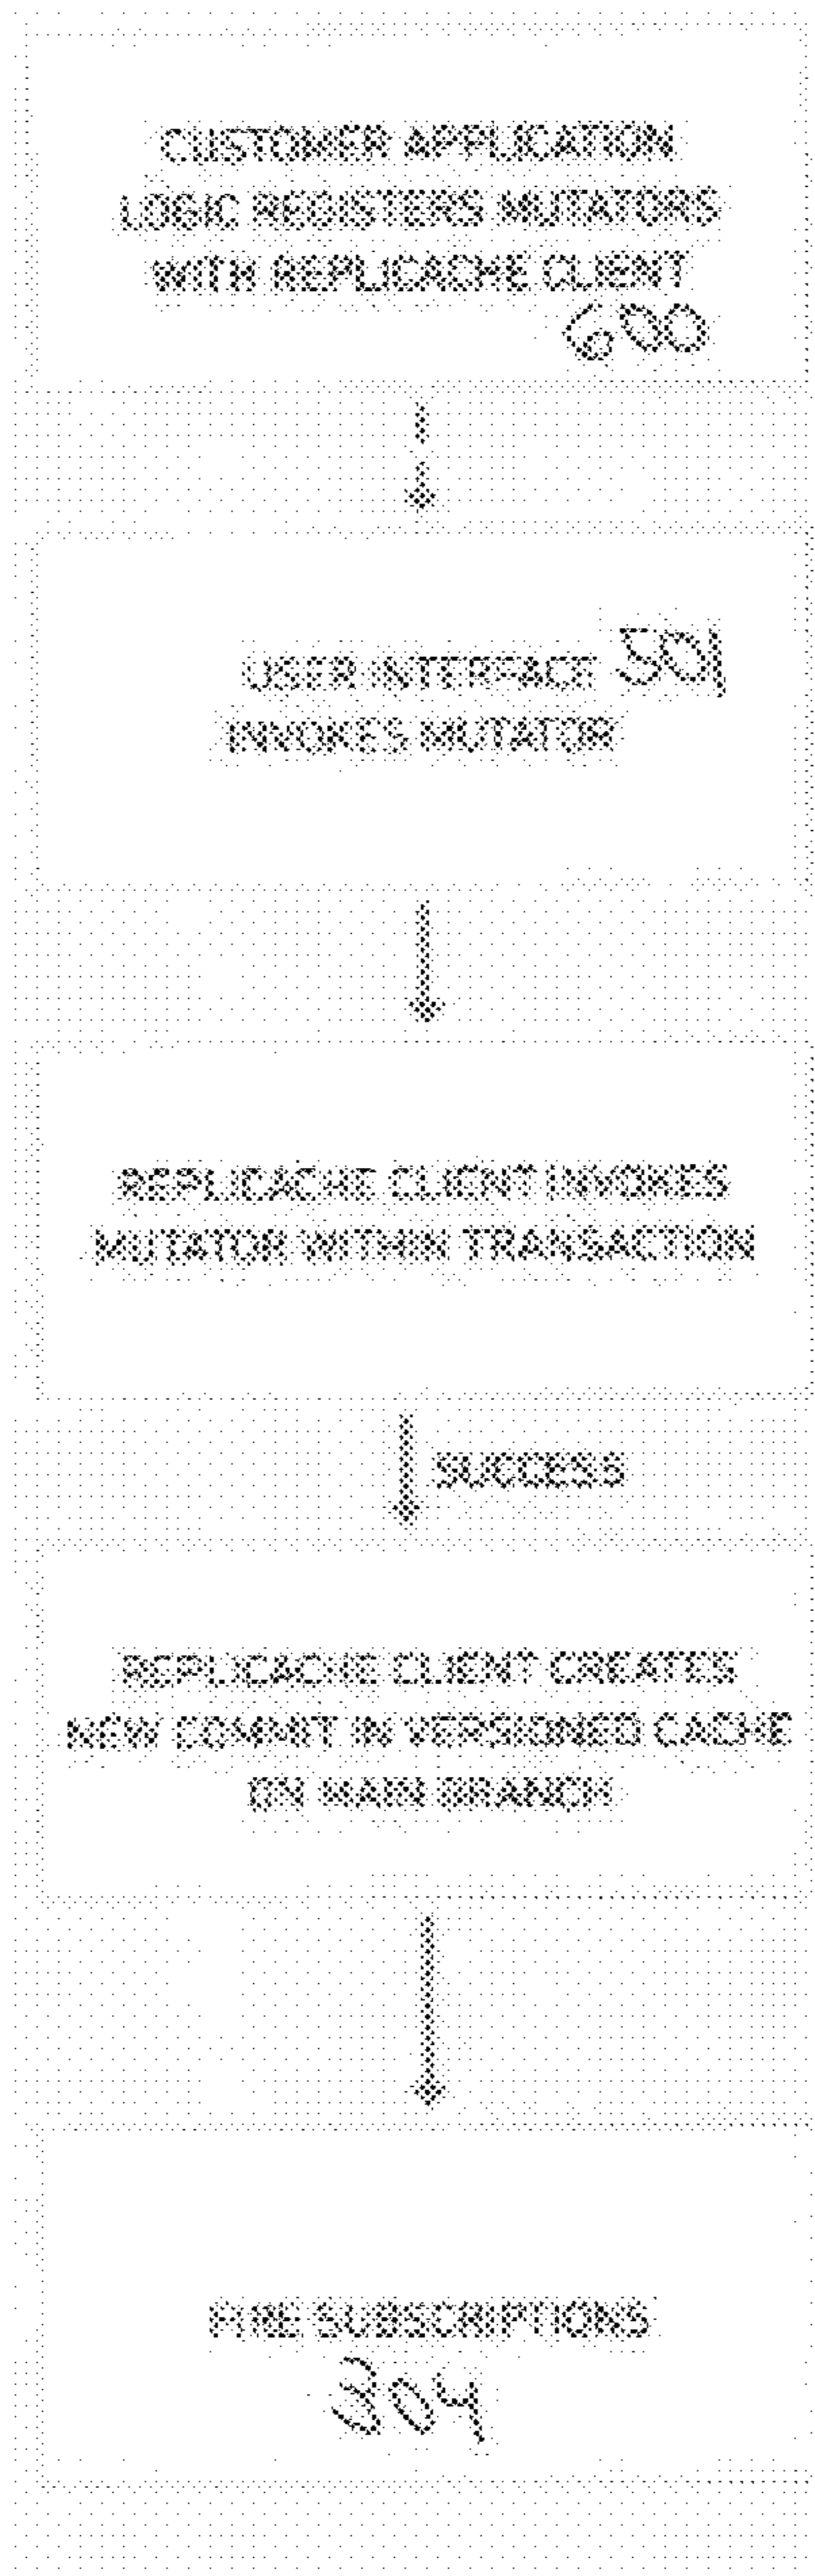 CUSTOMER APPLICATION
LOGIC REGISTERS MUTATORS
WITH REPLICACHE CLIENT
600
USER INTERFACE 501
INVOKES MUTATOR
REPLICACHE CLIENT INVOKES
MUTATOR WITHIN TRANSACTION
SUCCESS
REPLICACHE CLIENT CREATES
NEW COMMIT IN VERSIONED CACHE
ON MAIN BRANCH
FIRE SUBSCRIPTIONS
304